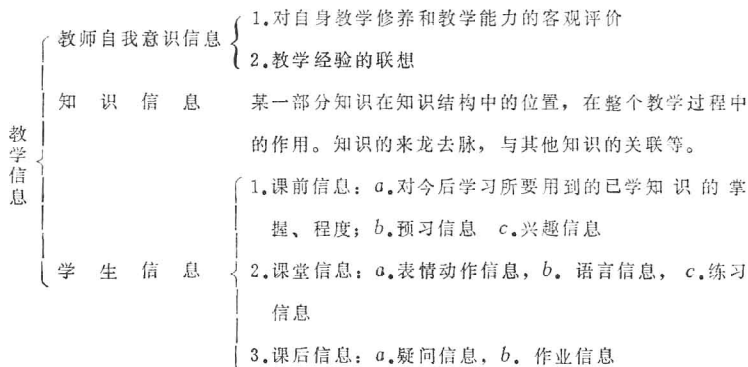 教学信息
教师自我意识信息
1.对自身教学修养和教学能力的客观评价
2.教学经验的联想
知识信息
某一部分知识在知识结构中的位置，在整个教学过程中
的作用。知识的来龙去脉，与其他知识的关联等。
学生信息
1.课前信息：a.对今后学习所要用到的已学知识的掌
握、程度；b.预习信息 c.兴趣信息
2.课堂信息：a.表情动作信息，b.语言信息，c.练习
信息
3.课后信息：a.疑问信息，b.作业信息